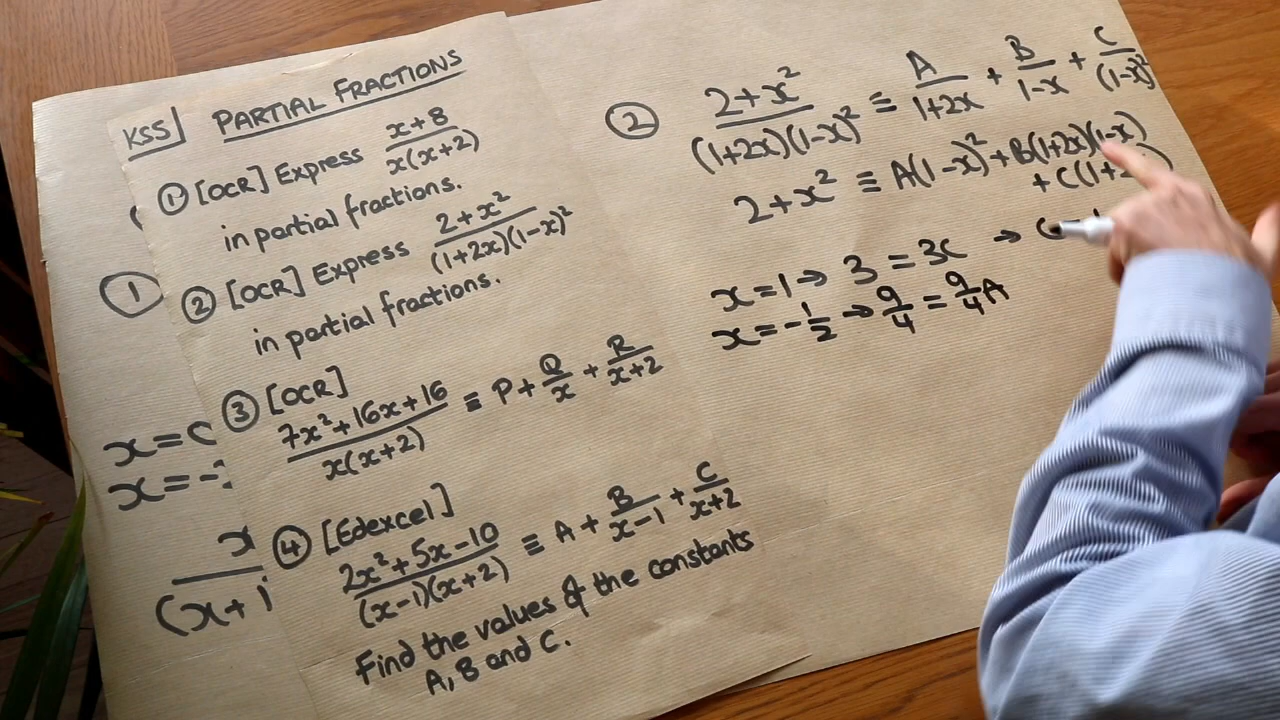 KS5 PARTIAL FRACTIONS
① [OCR] Express (x+8)/(x(x+2))
in partial fractions.
② [OCR] Express (2+x²)/((1+2x)(1-x)²)
in partial fractions.
③ [OCR]
(7x²+16x+16)/(x(x+2)) ≡ P + Q/x + R/(x+2)
④ [Edexcel]
(2x²+5x-10)/((x-1)(x+2)) ≡ A + B/(x-1) + C/(x+2)
Find the values of the constants
A, B and C.
①
x=
x=-
x
(x+1
② (2+x²)/((1+2x)(1-x)²) ≡ A/(1+2x) + B/(1-x) + C/(1-x)²
2+x² ≡ A(1-x)² + B(1+2x)(1-x)
+ C(1+
x=1 → 3 = 3C →
x=-1/2 → 9/4 = 9/4 A